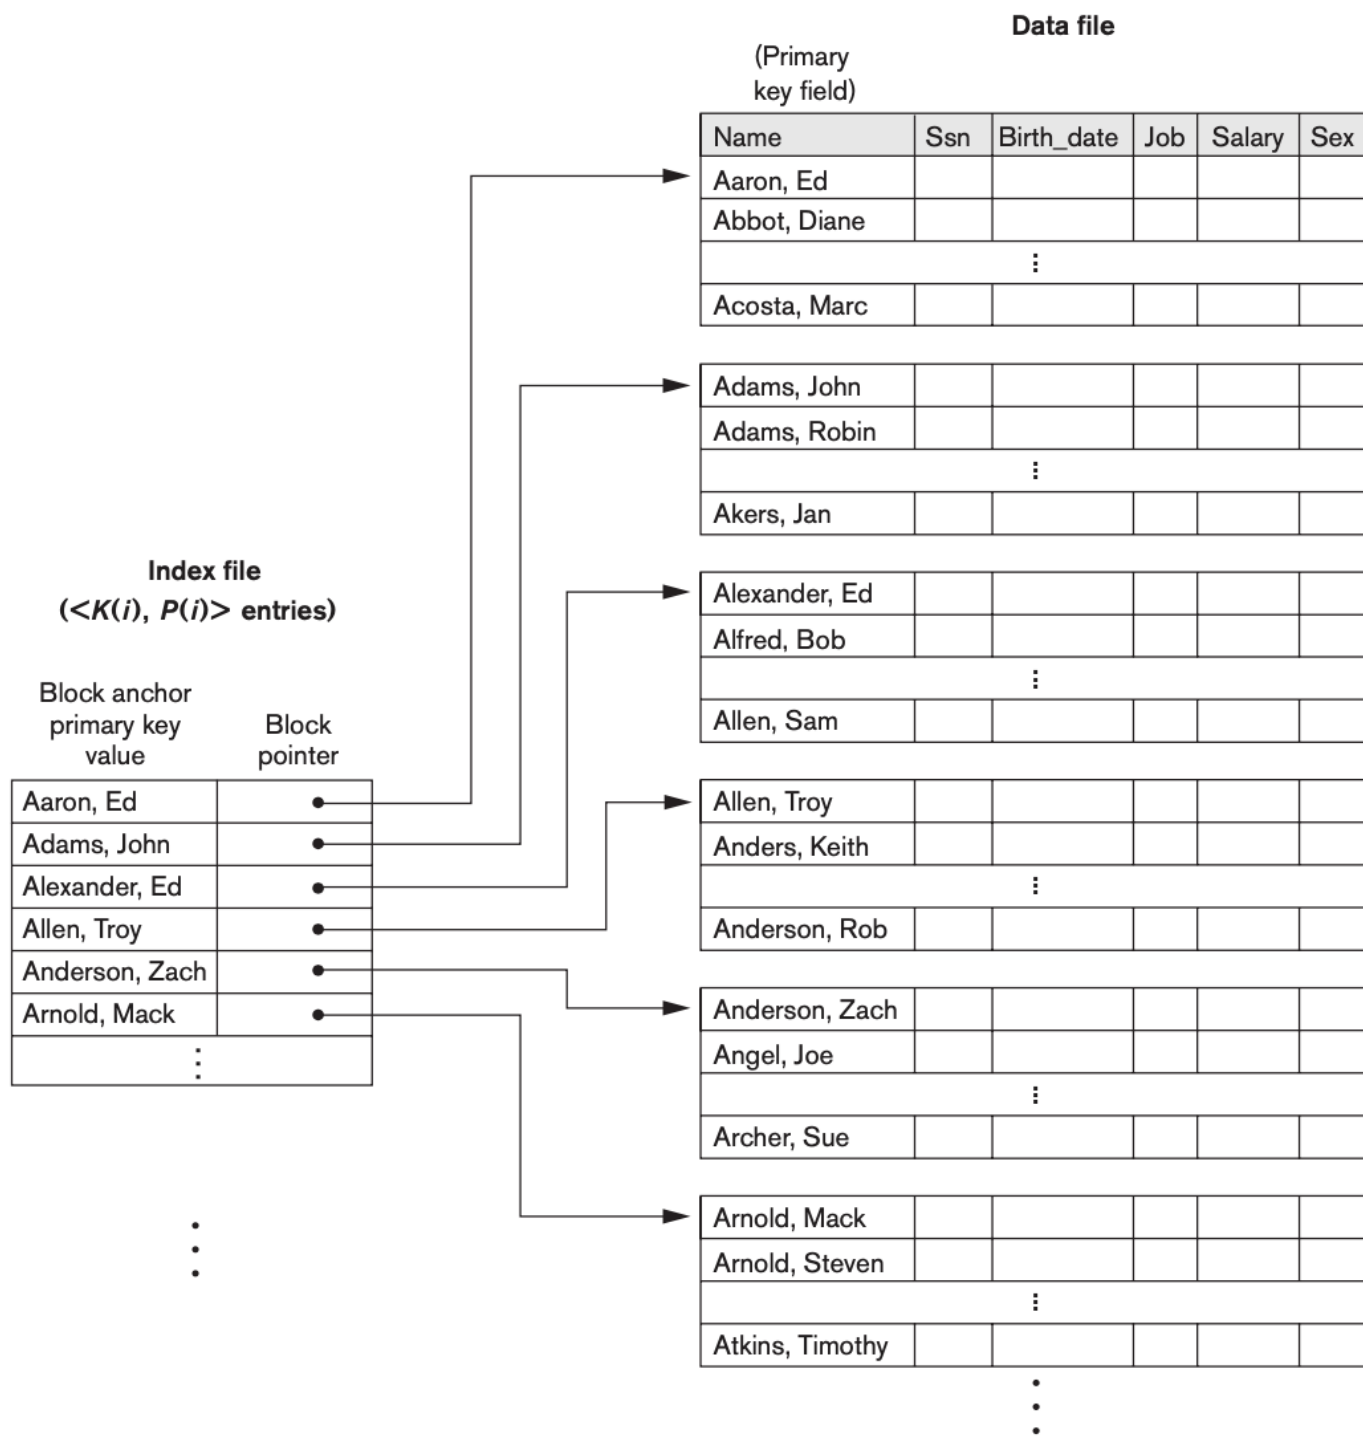 Data file
(Primary
key field)
Name Ssn Birth_date Job Salary Sex
Aaron, Ed
Abbot, Diane
Acosta, Marc
Adams, John
Adams, Robin
Akers, Jan
Alexander, Ed
Alfred, Bob
Allen, Sam
Allen, Troy
Anders, Keith
Anderson, Rob
Anderson, Zach
Angel, Joe
Archer, Sue
Arnold, Mack
Arnold, Steven
Atkins, Timothy
Index file
(<K(i), P(i)> entries)
Block anchor
primary key
value
Block
pointer
Aaron, Ed
Adams, John
Alexander, Ed
Allen, Troy
Anderson, Zach
Arnold, Mack